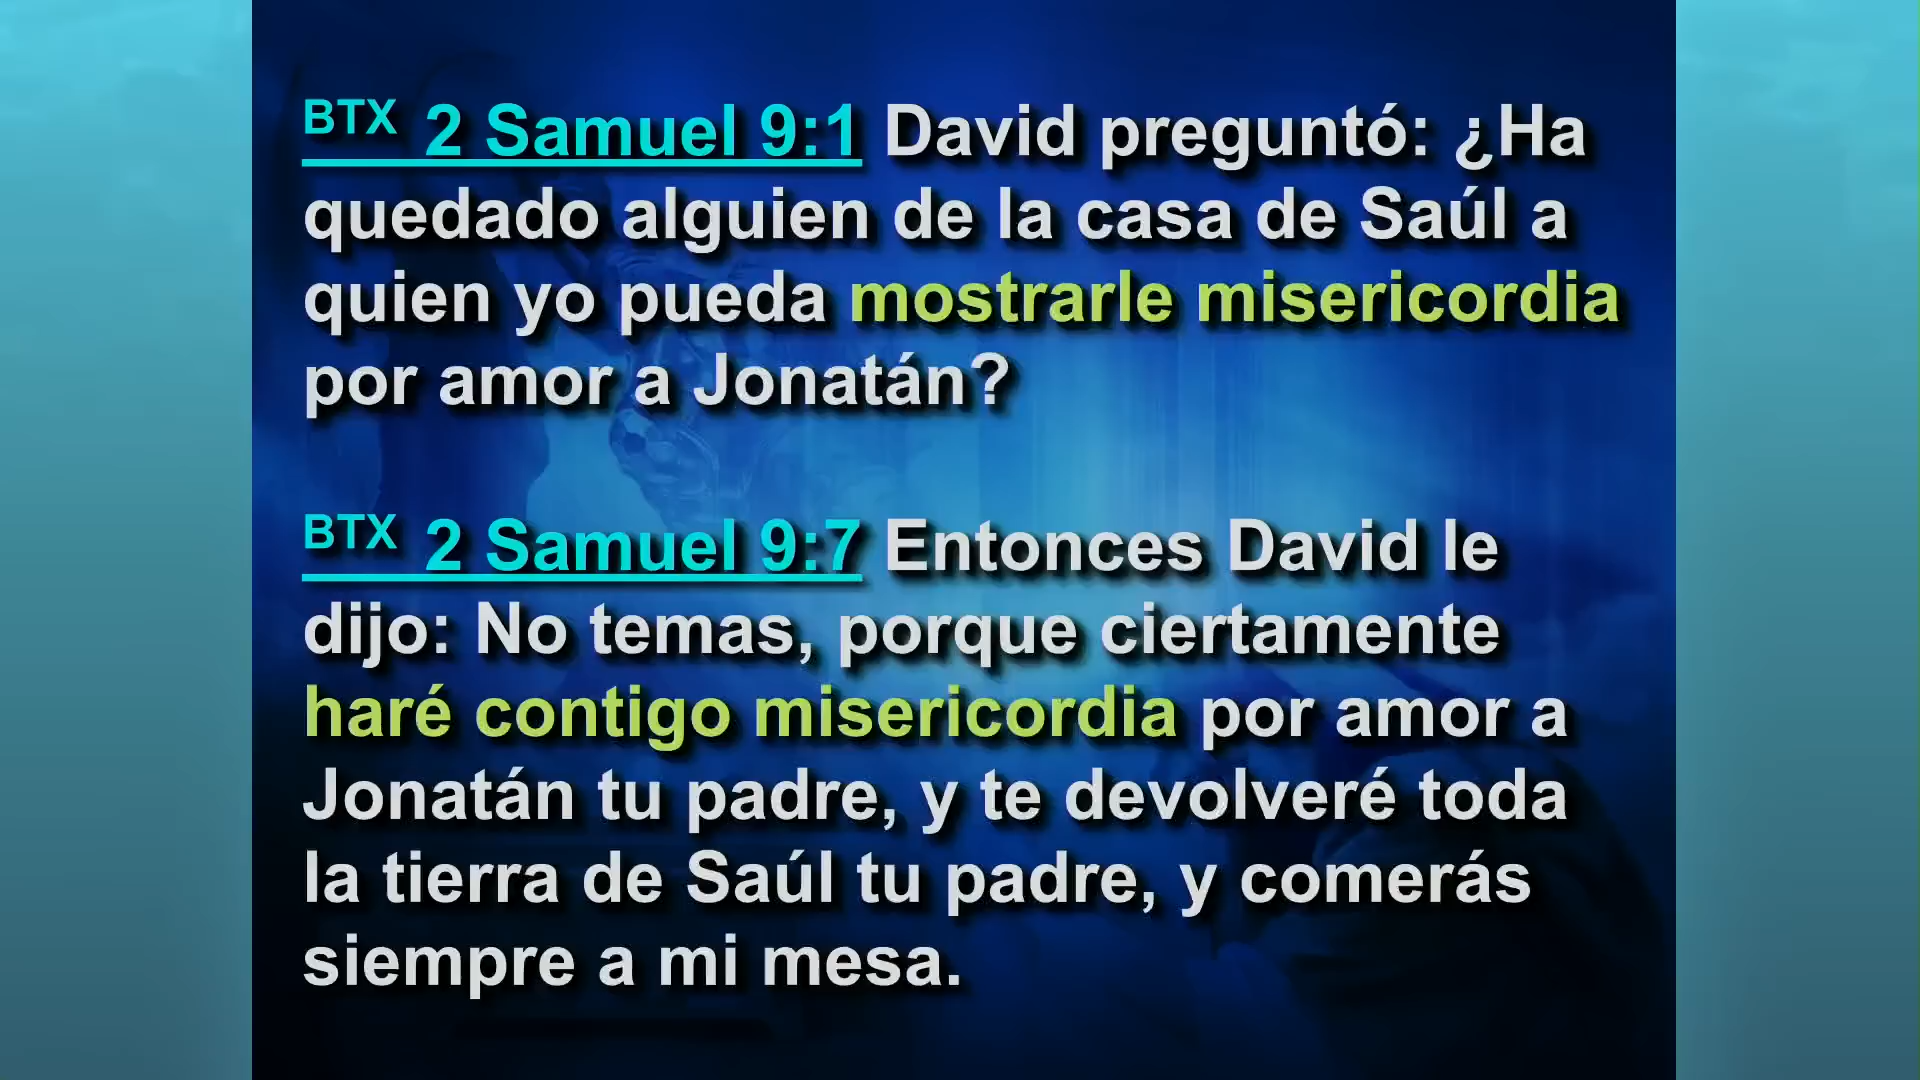 BTX 2 Samuel 9:1 David preguntó: ¿Ha
quedado alguien de la casa de Saúl a
quien yo pueda mostrarle misericordia
por amor a Jonatán?
BTX 2 Samuel 9:7 Entonces David le
dijo: No temas, porque ciertamente
haré contigo misericordia por amor a
Jonatán tu padre, y te devolveré toda
la tierra de Saúl tu padre, y comerás
siempre a mi mesa.